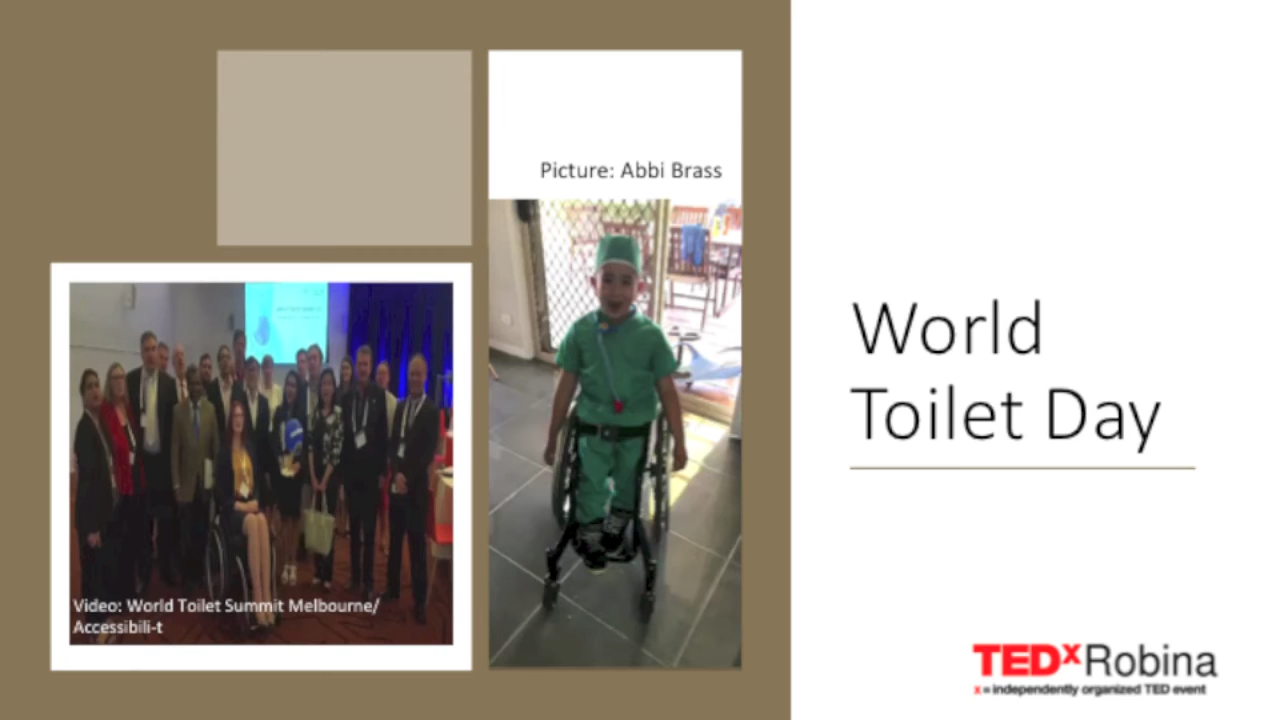 Picture: Abbi Brass
Video: World Toilet Summit Melbourne/
Accessibili-t
World
Toilet Day
TEDxRobina
x = independently organized TED event